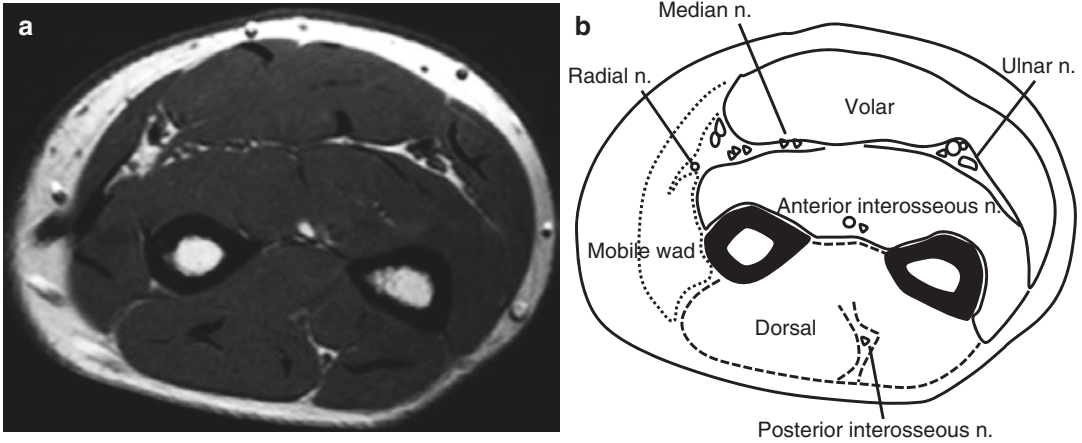 a
b
Median n.
Radial n.
Ulnar n.
Volar
Anterior interosseous n.
Mobile wad
Dorsal
Posterior interosseous n.